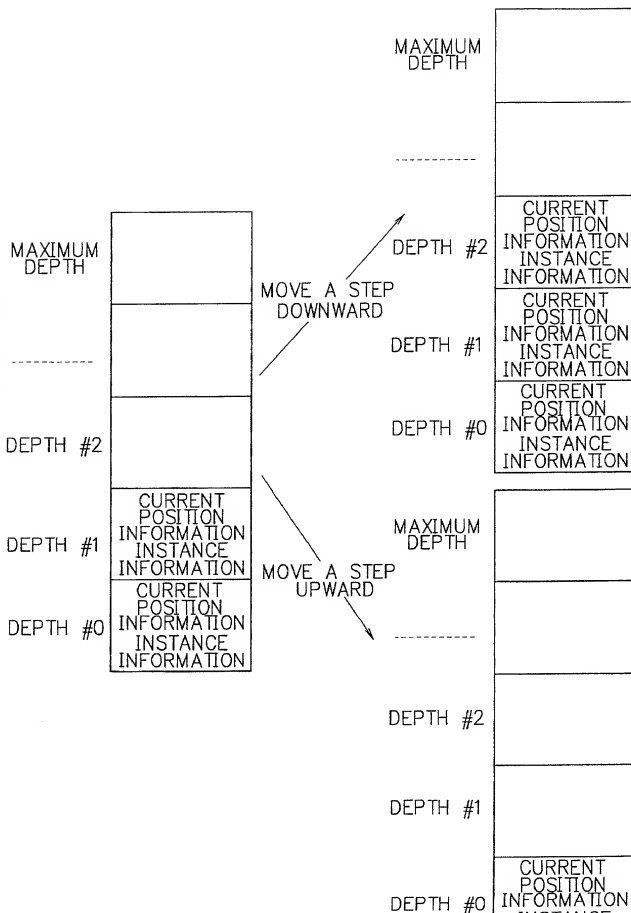 MAXIMUM
DEPTH
DEPTH #2
DEPTH #1
DEPTH #0
CURRENT
POSITION
INFORMATION
INSTANCE
INFORMATION
CURRENT
POSITION
INFORMATION
INSTANCE
INFORMATION
MOVE A STEP
DOWNWARD
MOVE A STEP
UPWARD
MAXIMUM
DEPTH
DEPTH #2
DEPTH #1
DEPTH #0
CURRENT
POSITION
INFORMATION
INSTANCE
INFORMATION
CURRENT
POSITION
INFORMATION
INSTANCE
INFORMATION
CURRENT
POSITION
INFORMATION
INSTANCE
INFORMATION
MAXIMUM
DEPTH
DEPTH #2
DEPTH #1
DEPTH #0
CURRENT
POSITION
INFORMATION